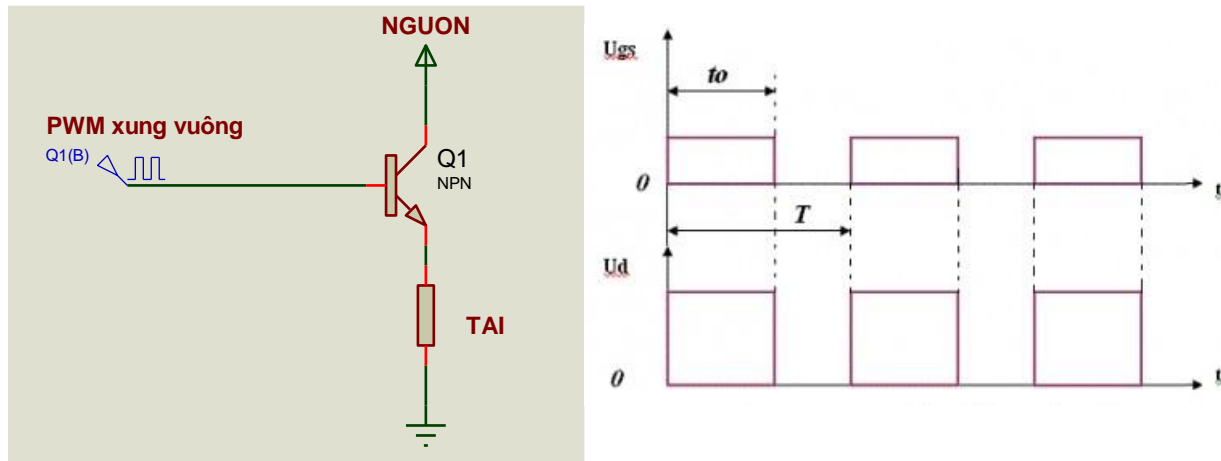 NGUON
PWM xung vuông
Q1(B)
Q1
NPN
TAI
Ugs
to
0
t
T
Ud
0
t